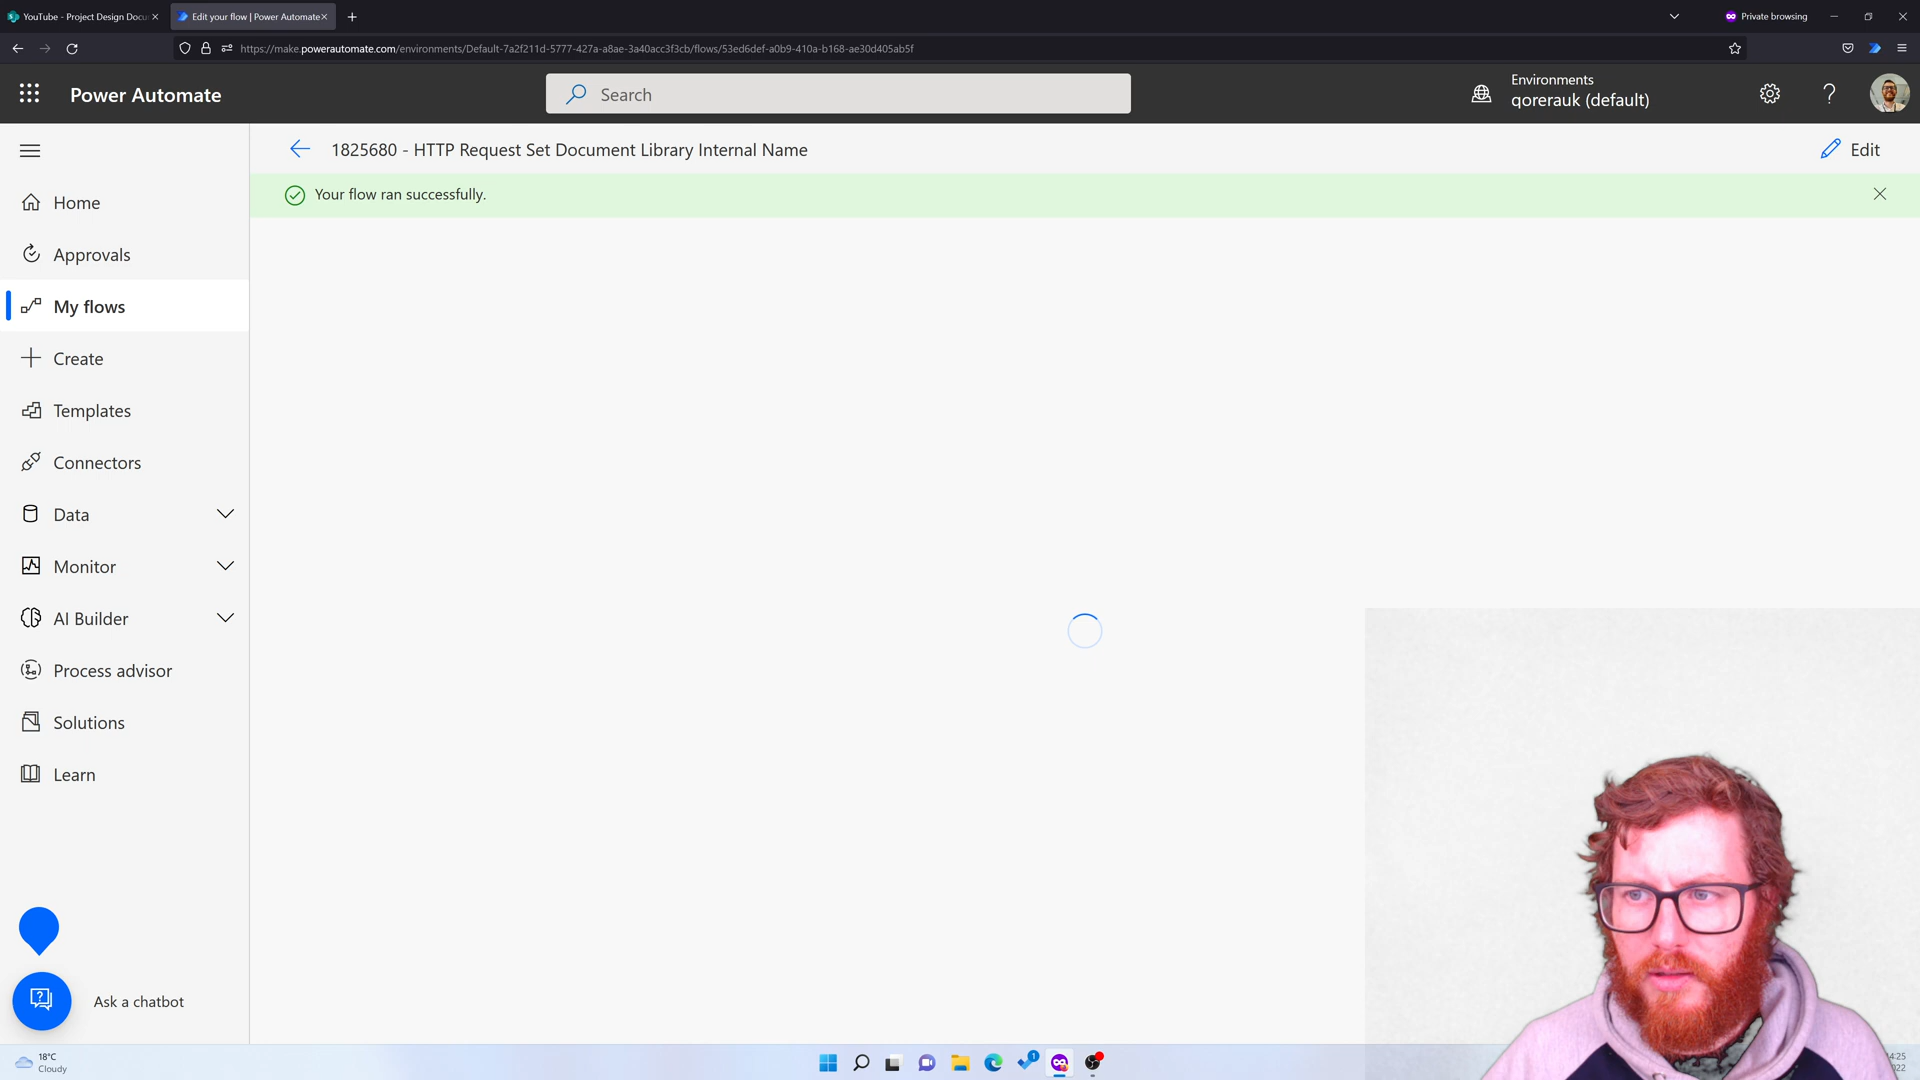 YouTube - Project Design Docu
Edit your flow | Power Automate
Private browsing
https://make.powerautomate.com/environments/Default-7a2f211d-5777-427a-a8ae-3a40acc3f3cb/flows/53ed6def-a0b9-410a-b168-ae30d405ab5f
Power Automate
Search
Environments
qorerauk (default)
1825680 - HTTP Request Set Document Library Internal Name
Edit
Your flow ran successfully.
Home
Approvals
My flows
Create
Templates
Connectors
Data
Monitor
AI Builder
Process advisor
Solutions
Learn
Ask a chatbot
18°C
Cloudy
1